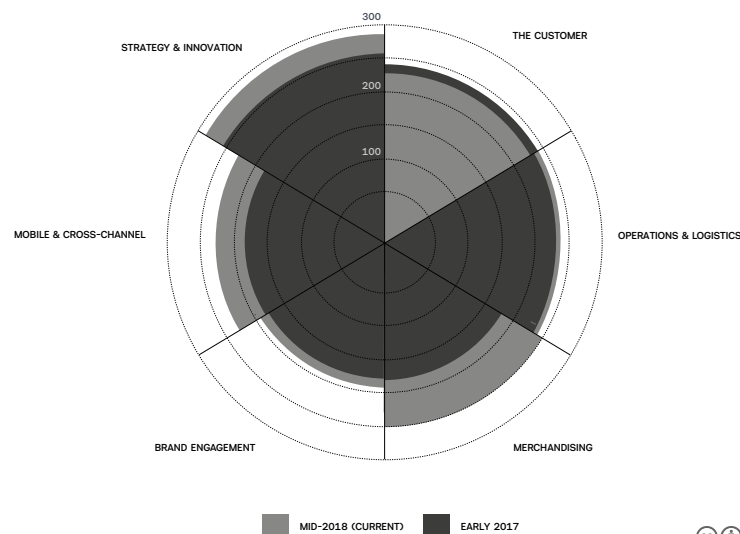 300
STRATEGY & INNOVATION
THE CUSTOMER
200
100
MOBILE & CROSS-CHANNEL
OPERATIONS & LOGISTICS
BRAND ENGAGEMENT
MERCHANDISING
MID-2018 (CURRENT)
EARLY 2017